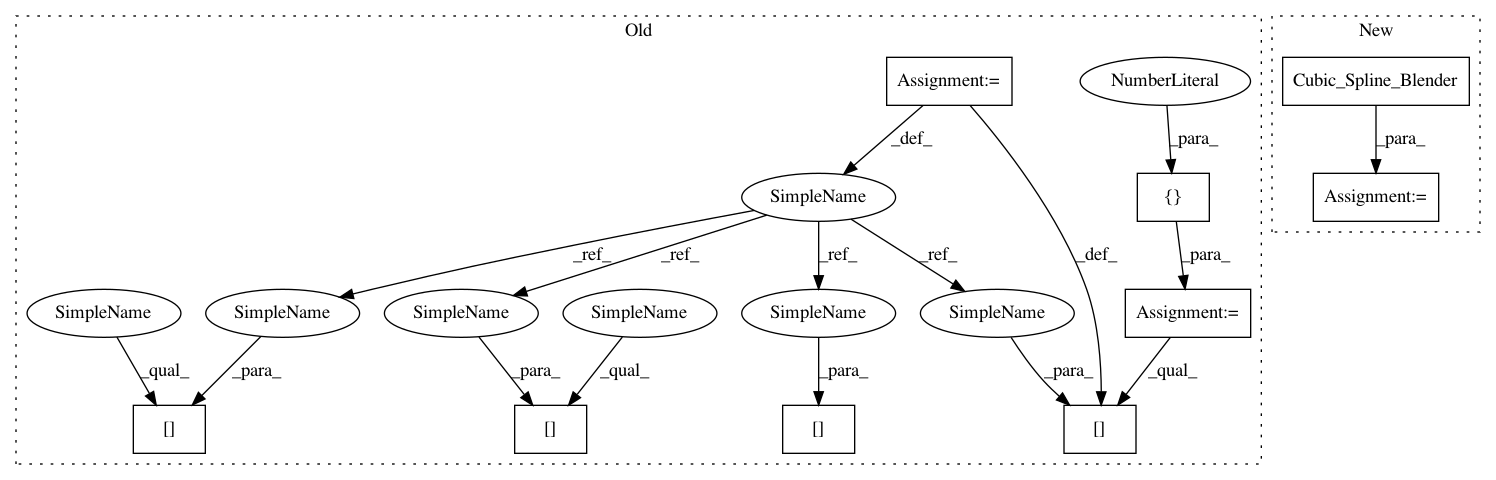 Old
New
Assignment:=
NumberLiteral
Cubic_Spline_Blender
_def_
_para_
_para_
SimpleName
{}
Assignment:=
_ref_
_ref_
_ref_
_ref_
_def_
_para_
SimpleName
SimpleName
SimpleName
SimpleName
SimpleName
SimpleName
Assignment:=
_qual_
_para_
_para_
_qual_
_para_
_para_
_qual_
[]
[]
[]
[]